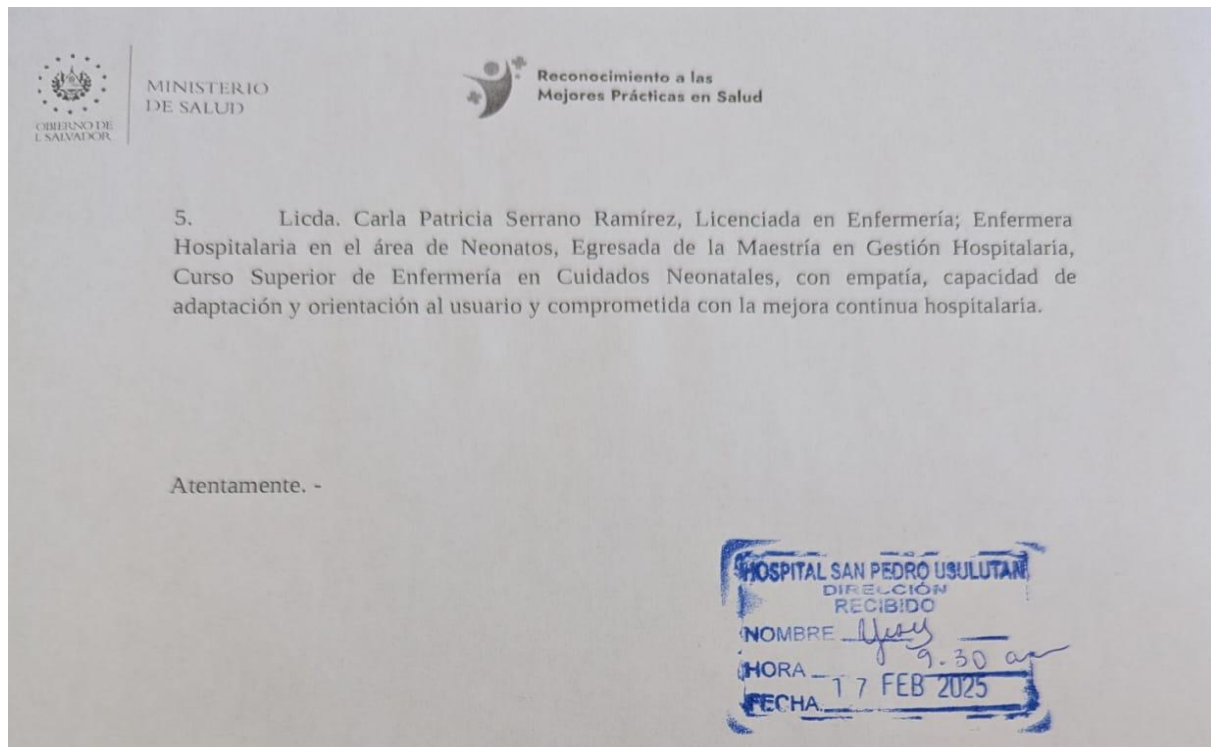 OBIERNO DE
L SALVADOR
MINISTERIO
DE SALUD
Reconocimiento a las
Mejores Prácticas en Salud
5. Licda. Carla Patricia Serrano Ramírez, Licenciada en Enfermería; Enfermera
Hospitalaria en el área de Neonatos, Egresada de la Maestría en Gestión Hospitalaria,
Curso Superior de Enfermería en Cuidados Neonatales, con empatía, capacidad de
adaptación y orientación al usuario y comprometida con la mejora continua hospitalaria.
Atentamente. -
HOSPITAL SAN PEDRO USULUTAN
DIRECCIÓN
RECIBIDO
NOMBRE
HORA 9.30 am
FECHA 17 FEB 2025